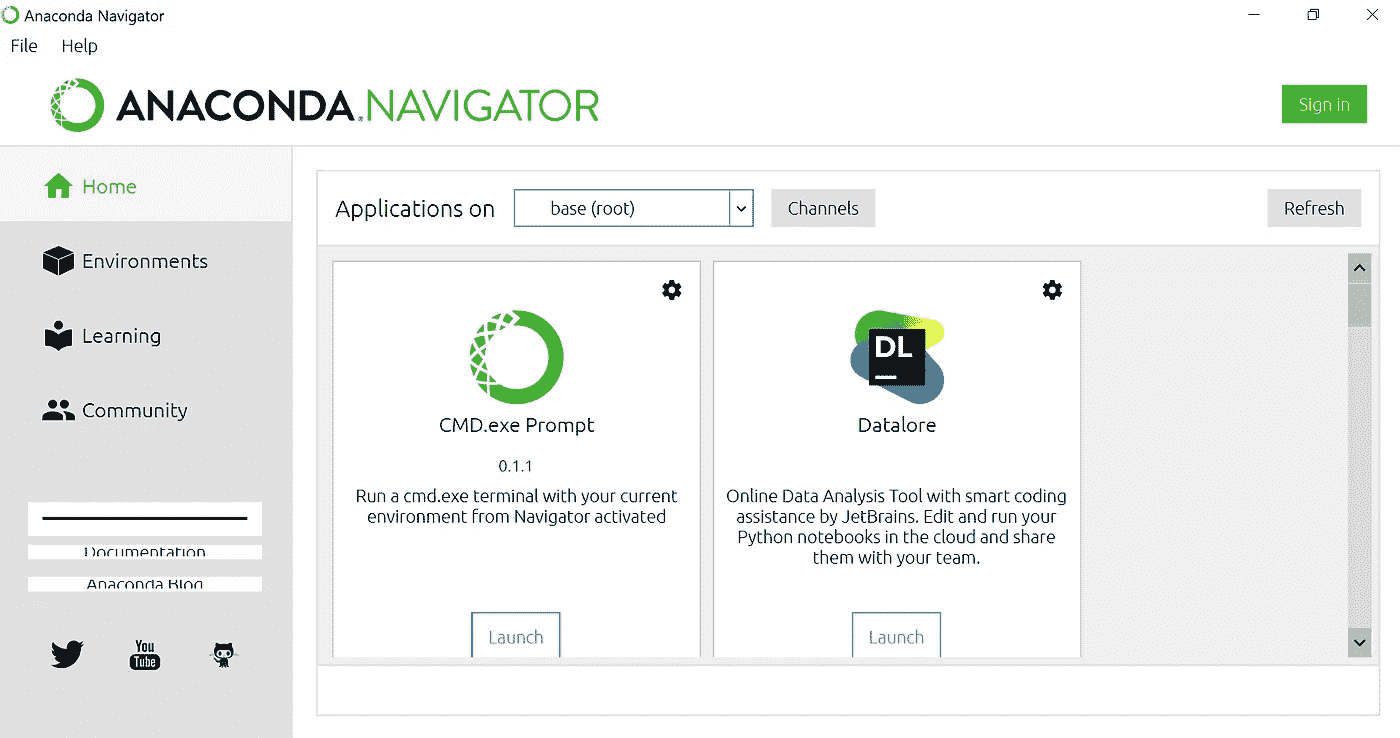 Anaconda Navigator
File Help
ANACONDA.NAVIGATOR
Sign in
Home
Applications on base (root) Channels Refresh
Environments
Learning
Community
CMD.exe Prompt
0.1.1
Run a cmd.exe terminal with your current
environment from Navigator activated
Launch
DL
Datalore
Online Data Analysis Tool with smart coding
assistance by JetBrains. Edit and run your
Python notebooks in the cloud and share
them with your team.
Launch
Documentation
Anaconda Blog
You
Tube